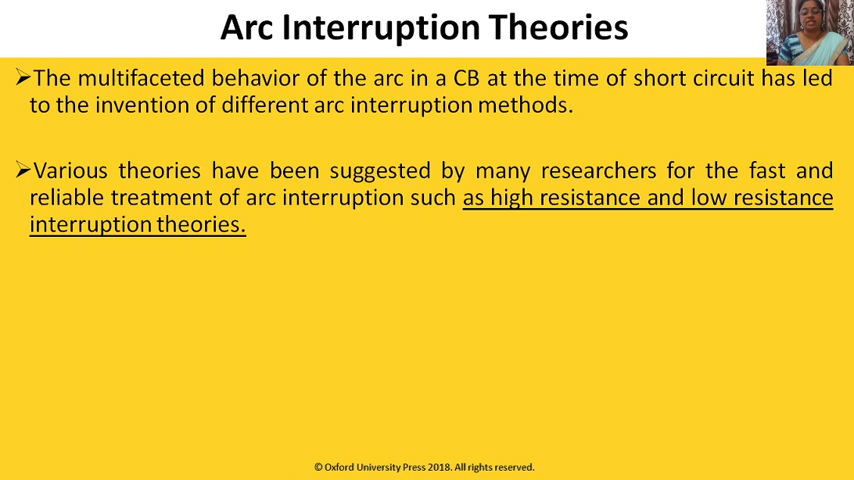 Arc Interruption Theories
➢The multifaceted behavior of the arc in a CB at the time of short circuit has led
to the invention of different arc interruption methods.
➢Various theories have been suggested by many researchers for the fast and
reliable treatment of arc interruption such as high resistance and low resistance
interruption theories.
© Oxford University Press 2018. All rights reserved.